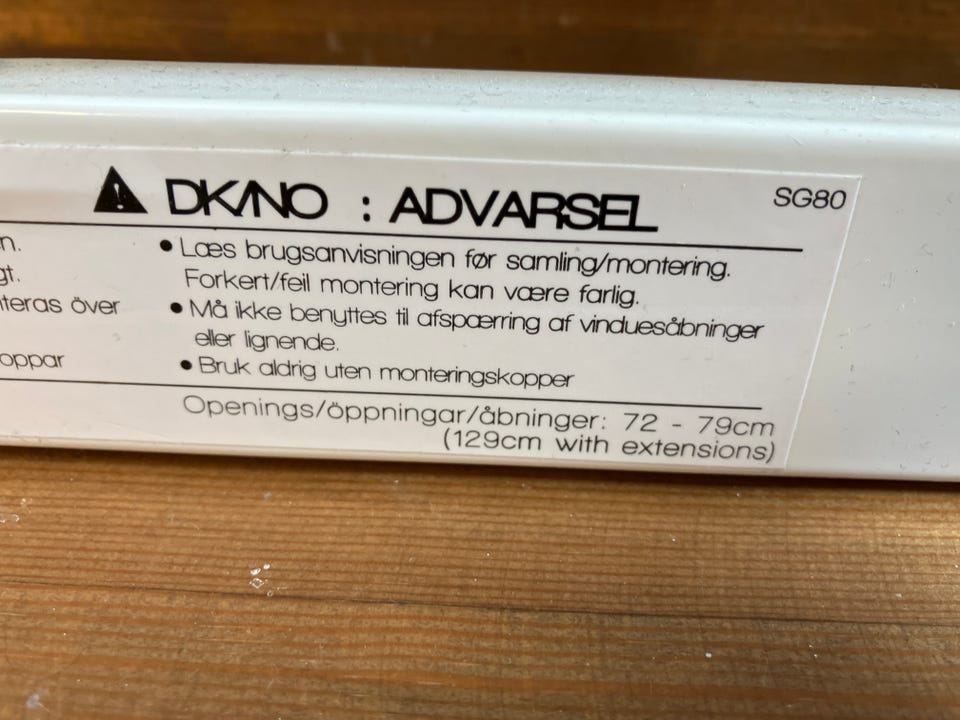 DK/NO : ADVARSEL
SG80
n.
gt.
nteras över
oppar
• Læs brugsanvisningen før samling/montering.
Forkert/feil montering kan være farlig.
• Må ikke benyttes til afspærring af vinduesåbninger
eller lignende.
• Bruk aldrig uten monteringskopper
Openings/öppningar/åbninger: 72 - 79cm
(129cm with extensions)